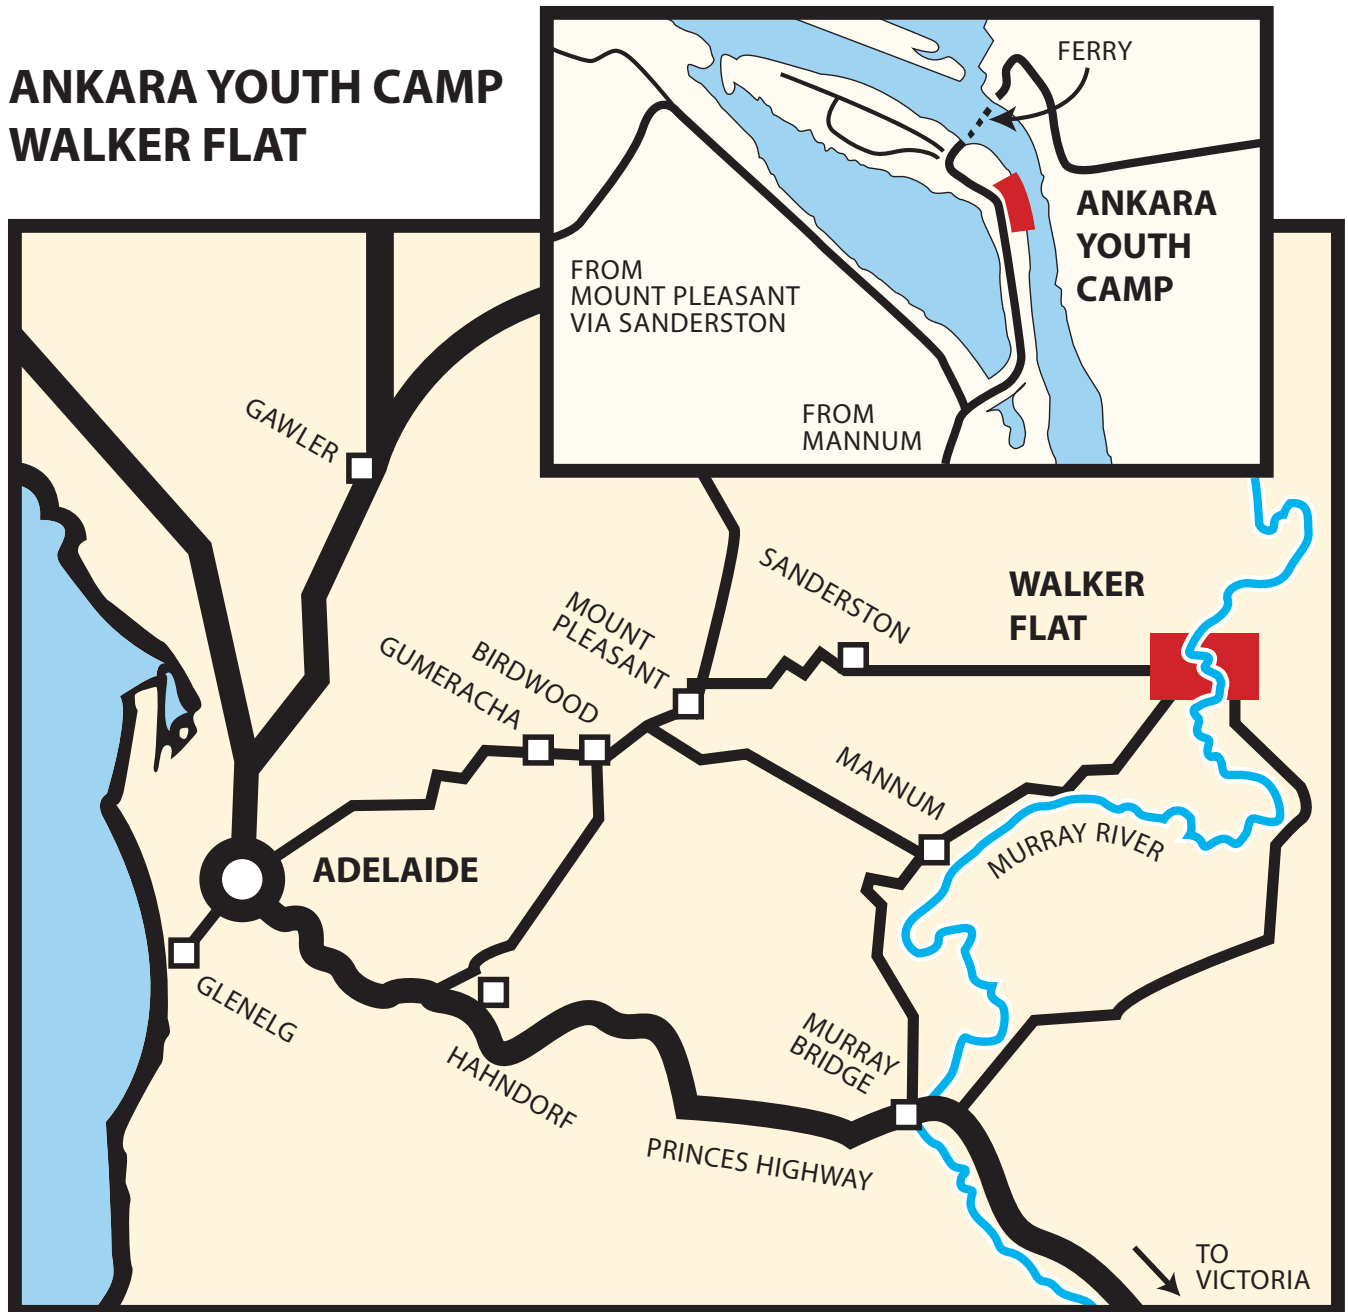 ANKARA YOUTH CAMP
WALKER FLAT
FERRY
ANKARA
YOUTH
CAMP
FROM
MOUNT PLEASANT
VIA SANDERSTON
FROM
MANNUM
GAWLER
SANDERSTON
WALKER
FLAT
MOUNT
PLEASANT
BIRDWOOD
GUMERACHA
MANNUM
MURRAY RIVER
ADELAIDE
GLENELG
HAHNDORF
MURRAY
BRIDGE
PRINCES HIGHWAY
TO
VICTORIA